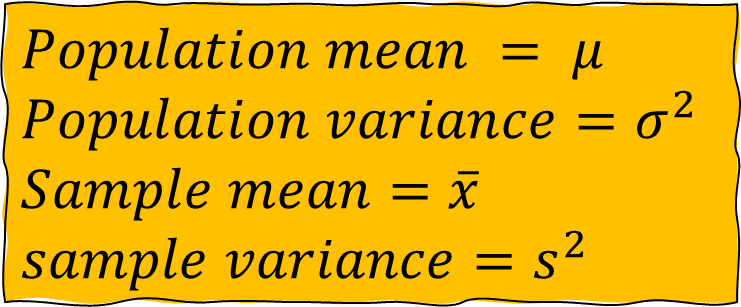 Population mean = μ
Population variance = σ²
Sample mean = x̄
sample variance = s²